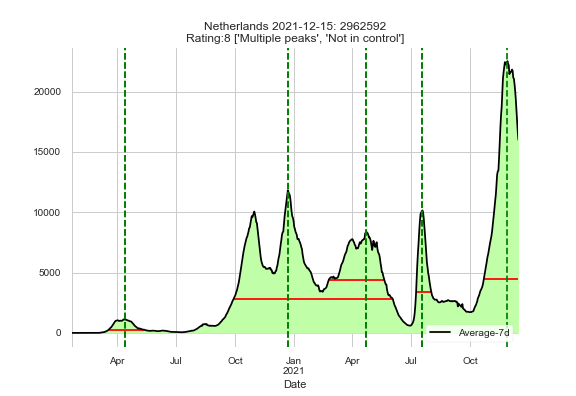 Netherlands 2021-12-15: 2962592
Rating:8 ['Multiple peaks', 'Not in control']
20000
15000
10000
5000
0
Apr
Jul
Oct
Jan
2021
Apr
Jul
Oct
Average-7d
Date